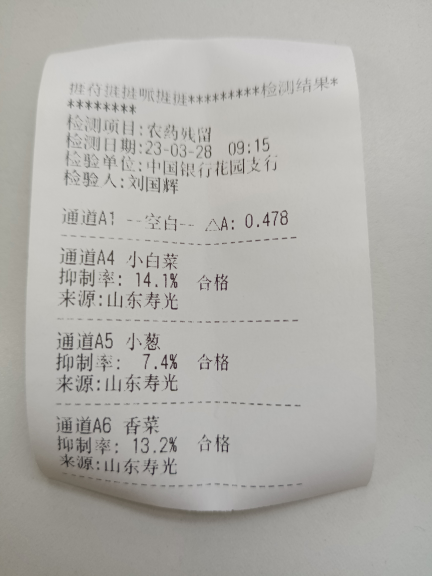 *********检测结果*
********
检测项目:农药残留
检测日期:23-03-28 09:15
检验单位:中国银行花园支行
检验人:刘国辉
通道A1 --空白-- △A: 0.478
通道A4 小白菜
抑制率: 14.1% 合格
来源:山东寿光
通道A5 小葱
抑制率: 7.4% 合格
来源:山东寿光
通道A6 香菜
抑制率: 13.2% 合格
来源:山东寿光